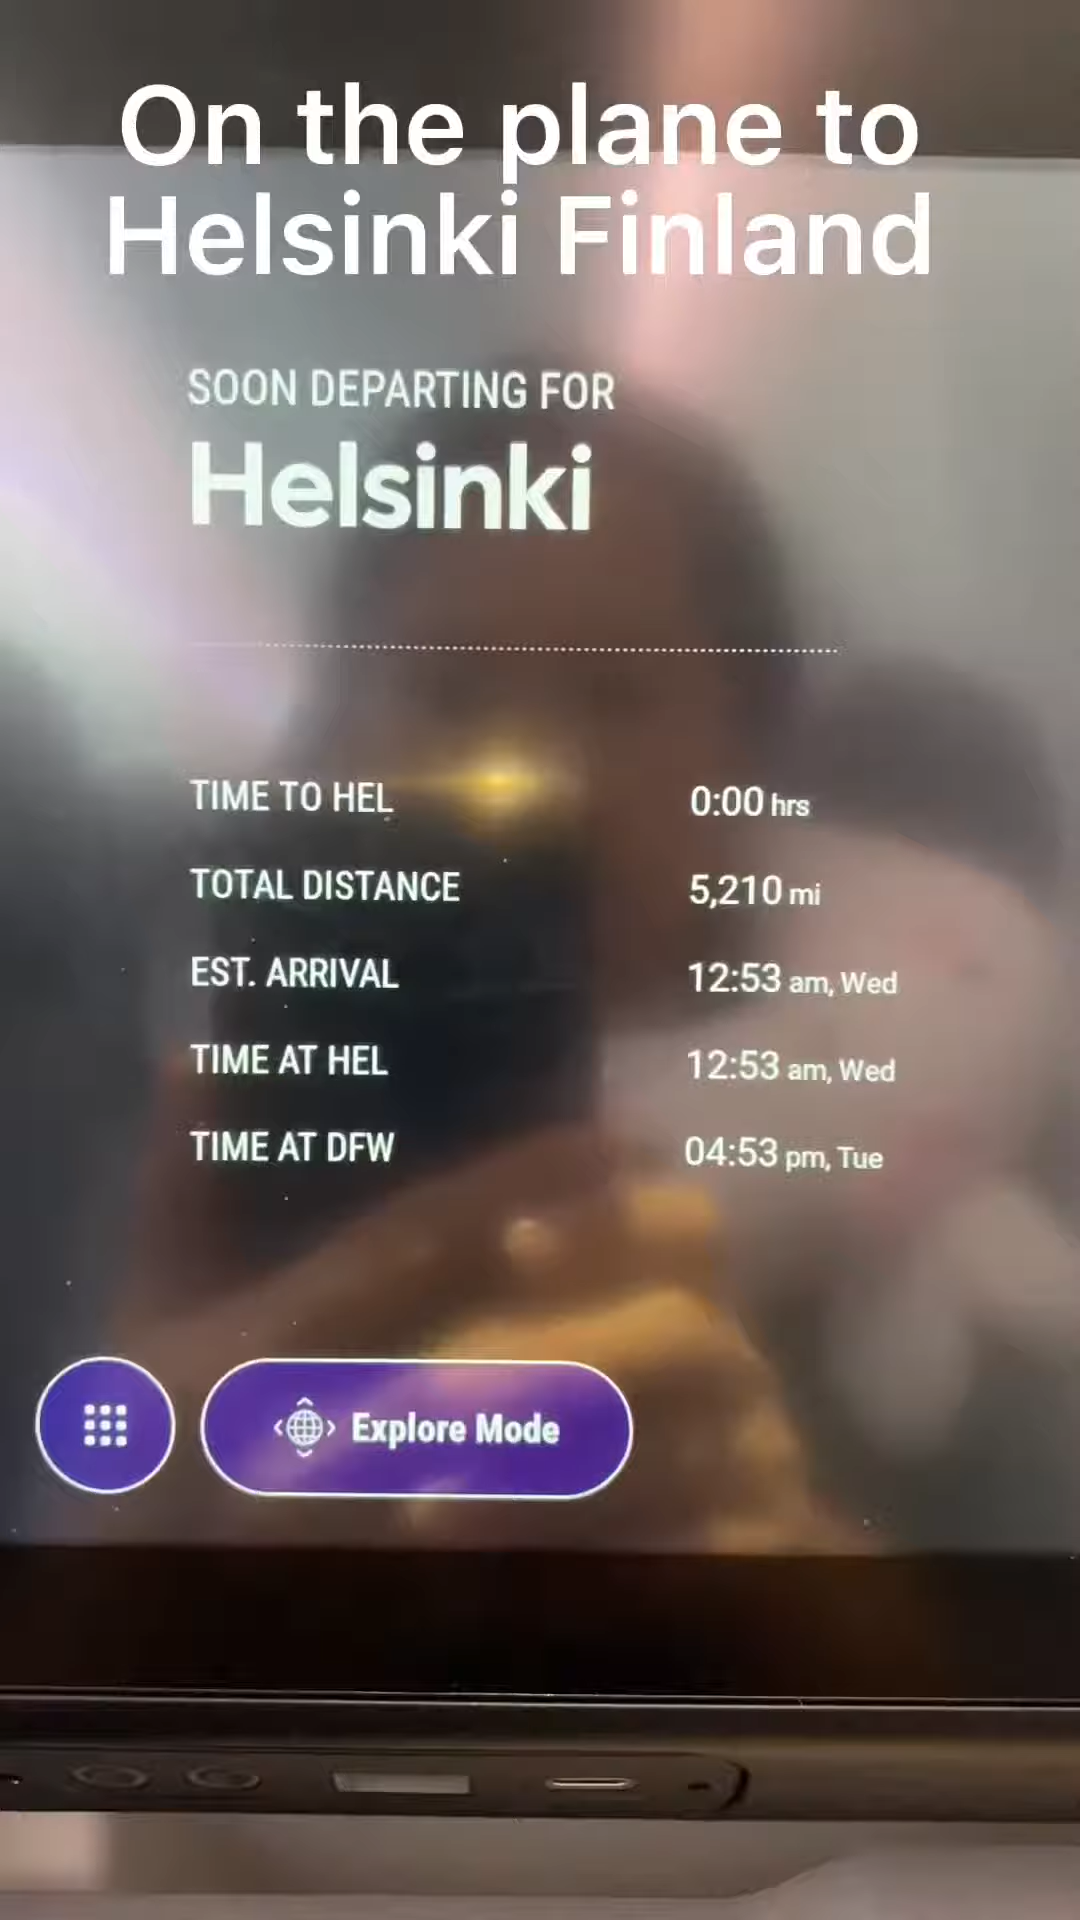 On the plane to
Helsinki Finland
SOON DEPARTING FOR
Helsinki
TIME TO HEL 0:00 hrs
TOTAL DISTANCE 5,210 mi
EST. ARRIVAL 12:53 am, Wed
TIME AT HEL 12:53 am, Wed
TIME AT DFW 04:53 pm, Tue
Explore Mode